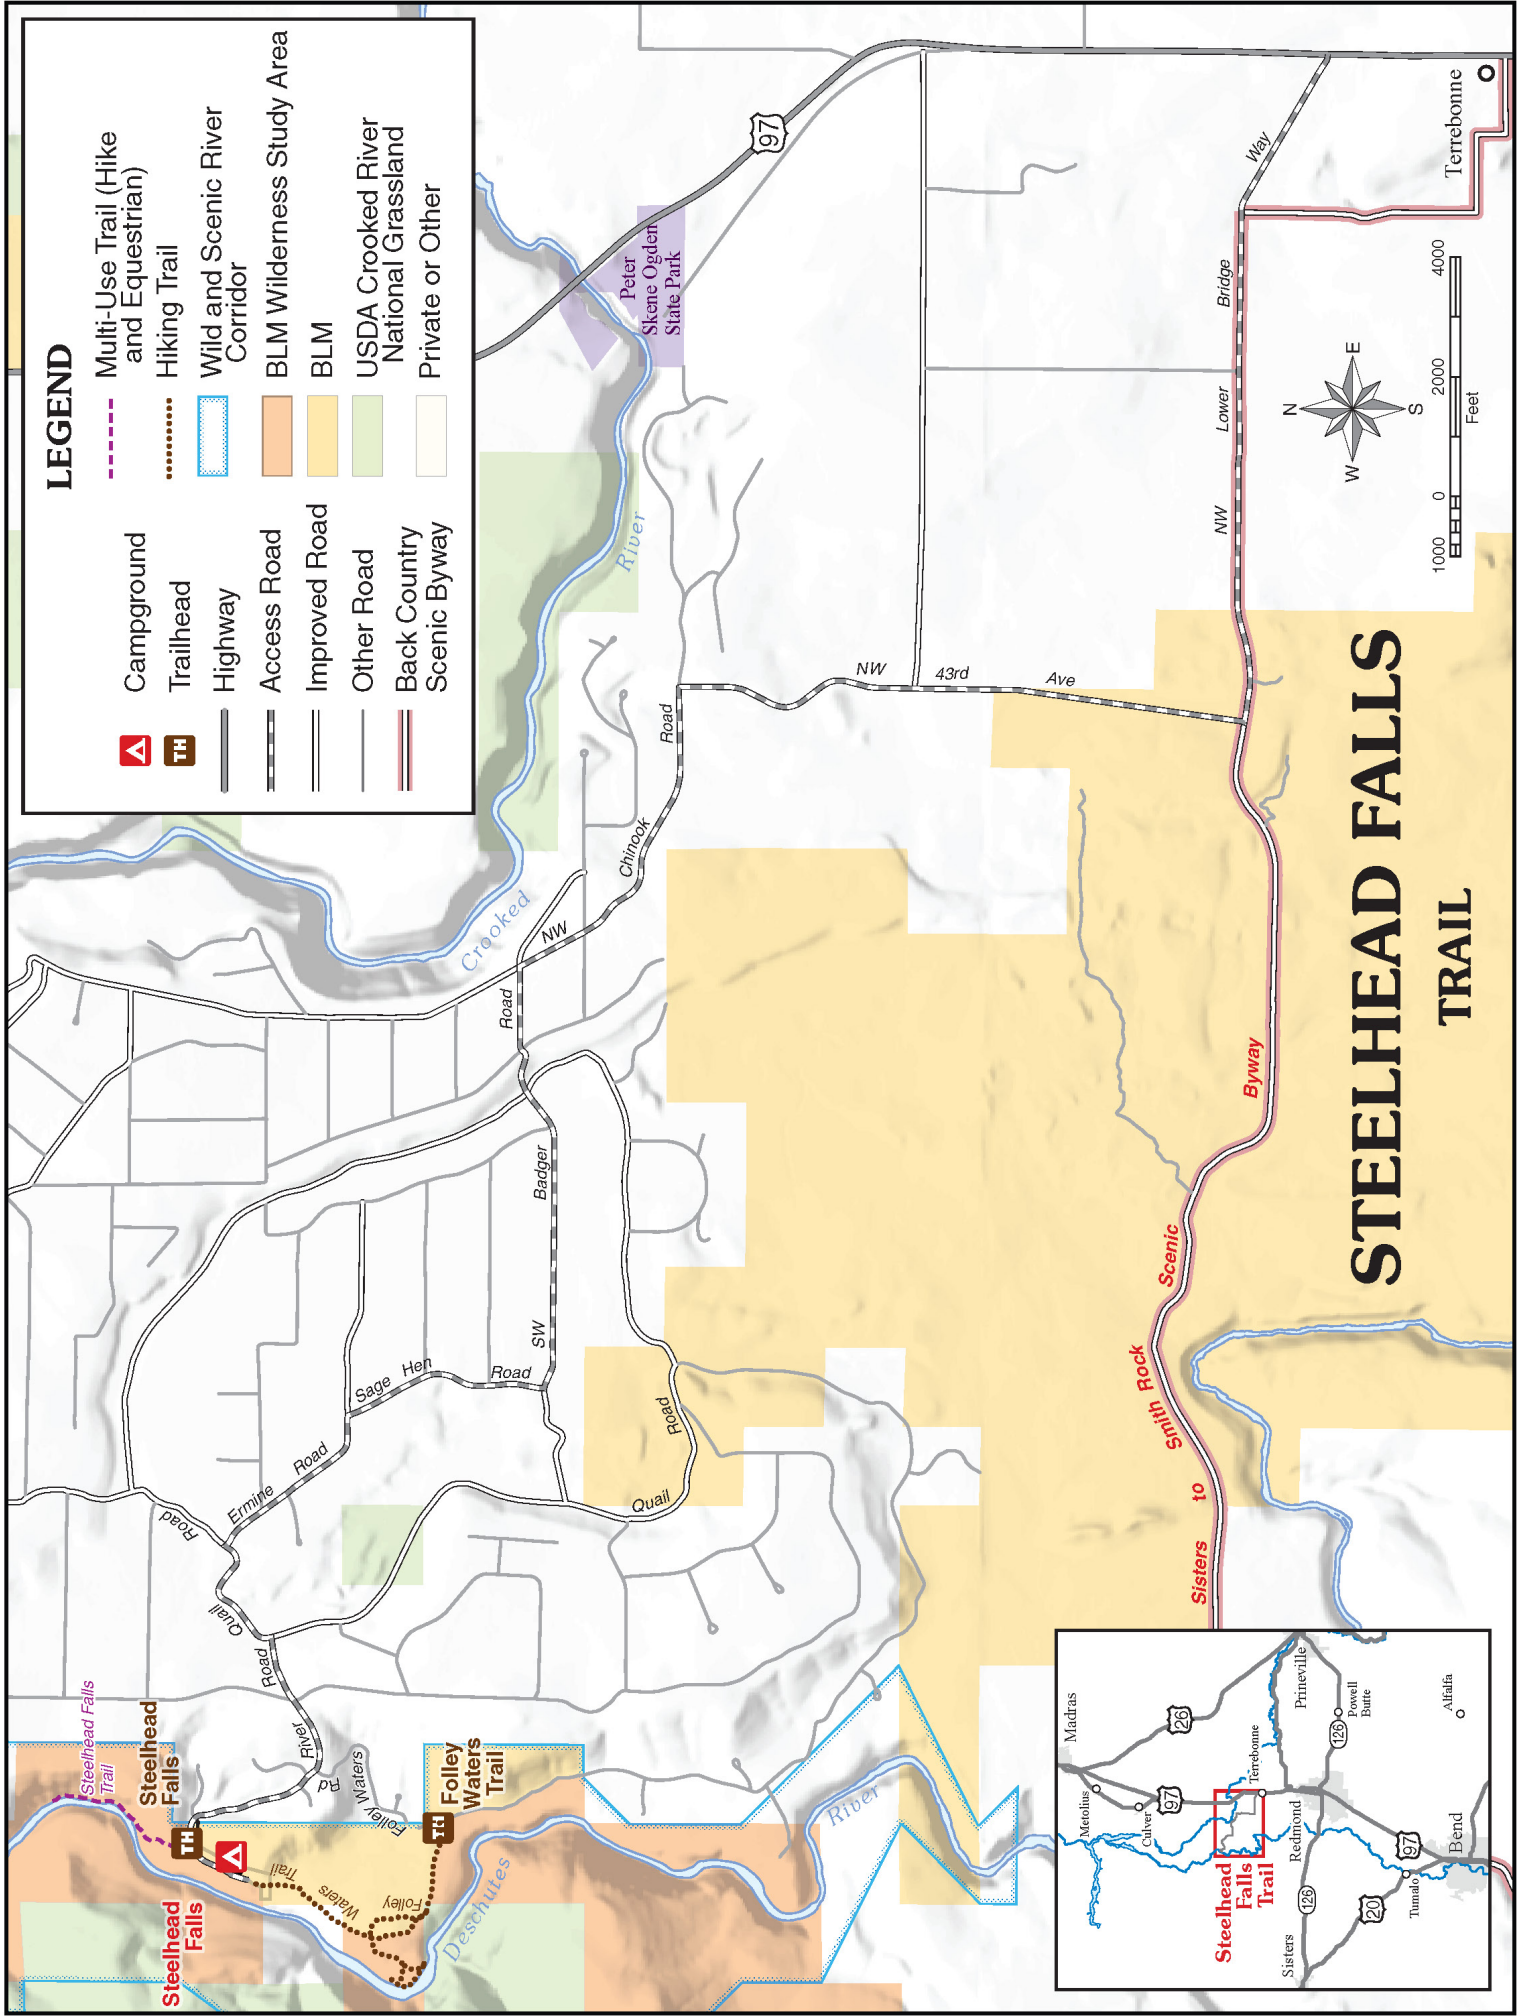 LEGEND
Campground
Trailhead
Highway
Access Road
Improved Road
Other Road
Back Country
Scenic Byway
Multi-Use Trail (Hike
and Equestrian)
Hiking Trail
Wild and Scenic River
Corridor
BLM Wilderness Study Area
BLM
USDA Crooked River
National Grassland
Private or Other
TH
97
Peter
Skene Ogden
State Park
Crooked
River
NW
Chinook
Road
NW
43rd
Ave
NW
Lower
Bridge
Way
Terrebonne
N
W
E
S
1000
0
2000
4000
Feet
STEELHEAD FALLS
TRAIL
Sisters
to
Smith
Rock
Scenic
Byway
SW
Badger
Road
Sage
Hen
Road
Ermine
Road
Quail
Road
Quail
Road
River
Road
Folley Waters
Rd
Steelhead Falls
Trail
Steelhead
Falls
TH
Steelhead
Falls
Folley
Waters
Trail
TH
Folley
Waters
Trail
Deschutes
River
Madras
Metolius
Culver
97
126
Terrebonne
Prineville
126
Powell
Butte
Alfalfa
Steelhead
Falls
Trail
Redmond
126
Sisters
20
Tumalo
97
Bend